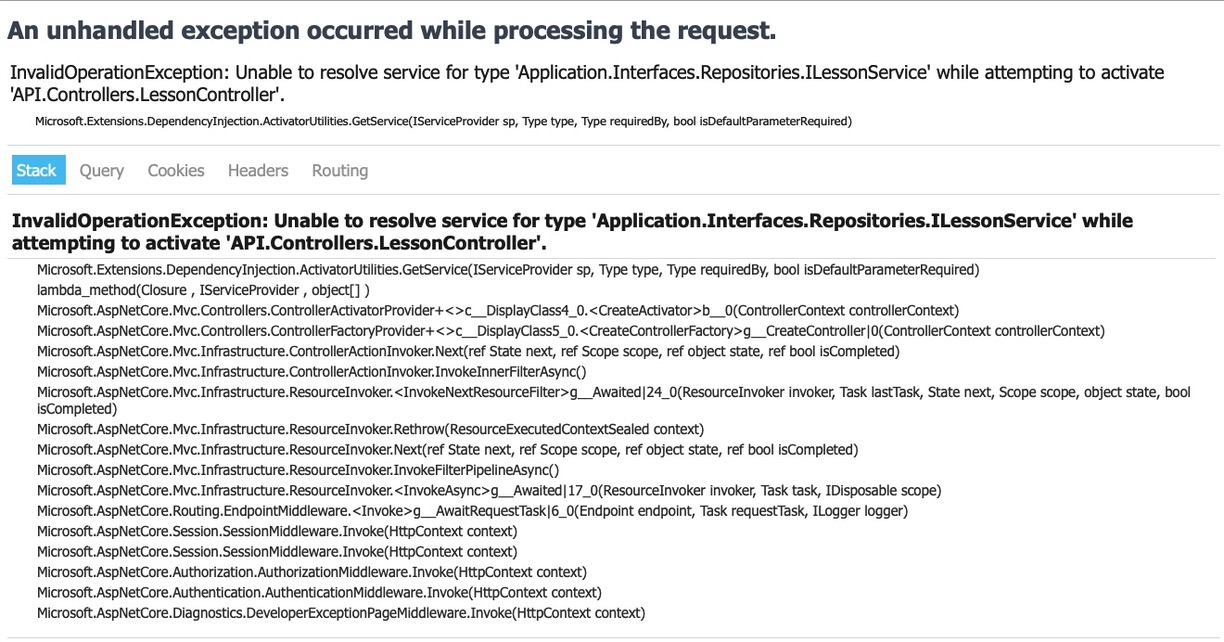 An unhandled exception occurred while processing the request.
InvalidOperationException: Unable to resolve service for type 'Application.Interfaces.Repositories.ILessonService' while attempting to activate
'API.Controllers.LessonController'.
Microsoft.Extensions.DependencyInjection.ActivatorUtilities.GetService(IServiceProvider sp, Type type, Type requiredBy, bool isDefaultParameterRequired)
Stack Query Cookies Headers Routing
InvalidOperationException: Unable to resolve service for type 'Application.Interfaces.Repositories.ILessonService' while
attempting to activate 'API.Controllers.LessonController'.
Microsoft.Extensions.DependencyInjection.ActivatorUtilities.GetService(IServiceProvider sp, Type type, Type requiredBy, bool isDefaultParameterRequired)
lambda_method(Closure , IServiceProvider , object[] )
Microsoft.AspNetCore.Mvc.Controllers.ControllerActivatorProvider+<>c__DisplayClass4_0.<CreateActivator>b__0(ControllerContext controllerContext)
Microsoft.AspNetCore.Mvc.Controllers.ControllerFactoryProvider+<>c__DisplayClass5_0.<CreateControllerFactory>g__CreateController|0(ControllerContext controllerContext)
Microsoft.AspNetCore.Mvc.Infrastructure.ControllerActionInvoker.Next(ref State next, ref Scope scope, ref object state, ref bool isCompleted)
Microsoft.AspNetCore.Mvc.Infrastructure.ControllerActionInvoker.InvokeInnerFilterAsync()
Microsoft.AspNetCore.Mvc.Infrastructure.ResourceInvoker.<InvokeNextResourceFilter>g__Awaited|24_0(ResourceInvoker invoker, Task lastTask, State next, Scope scope, object state, bool
isCompleted)
Microsoft.AspNetCore.Mvc.Infrastructure.ResourceInvoker.Rethrow(ResourceExecutedContextSealed context)
Microsoft.AspNetCore.Mvc.Infrastructure.ResourceInvoker.Next(ref State next, ref Scope scope, ref object state, ref bool isCompleted)
Microsoft.AspNetCore.Mvc.Infrastructure.ResourceInvoker.InvokeFilterPipelineAsync()
Microsoft.AspNetCore.Mvc.Infrastructure.ResourceInvoker.<InvokeAsync>g__Awaited|17_0(ResourceInvoker invoker, Task task, IDisposable scope)
Microsoft.AspNetCore.Routing.EndpointMiddleware.<Invoke>g__AwaitRequestTask|6_0(Endpoint endpoint, Task requestTask, ILogger logger)
Microsoft.AspNetCore.Session.SessionMiddleware.Invoke(HttpContext context)
Microsoft.AspNetCore.Session.SessionMiddleware.Invoke(HttpContext context)
Microsoft.AspNetCore.Authorization.AuthorizationMiddleware.Invoke(HttpContext context)
Microsoft.AspNetCore.Authentication.AuthenticationMiddleware.Invoke(HttpContext context)
Microsoft.AspNetCore.Diagnostics.DeveloperExceptionPageMiddleware.Invoke(HttpContext context)